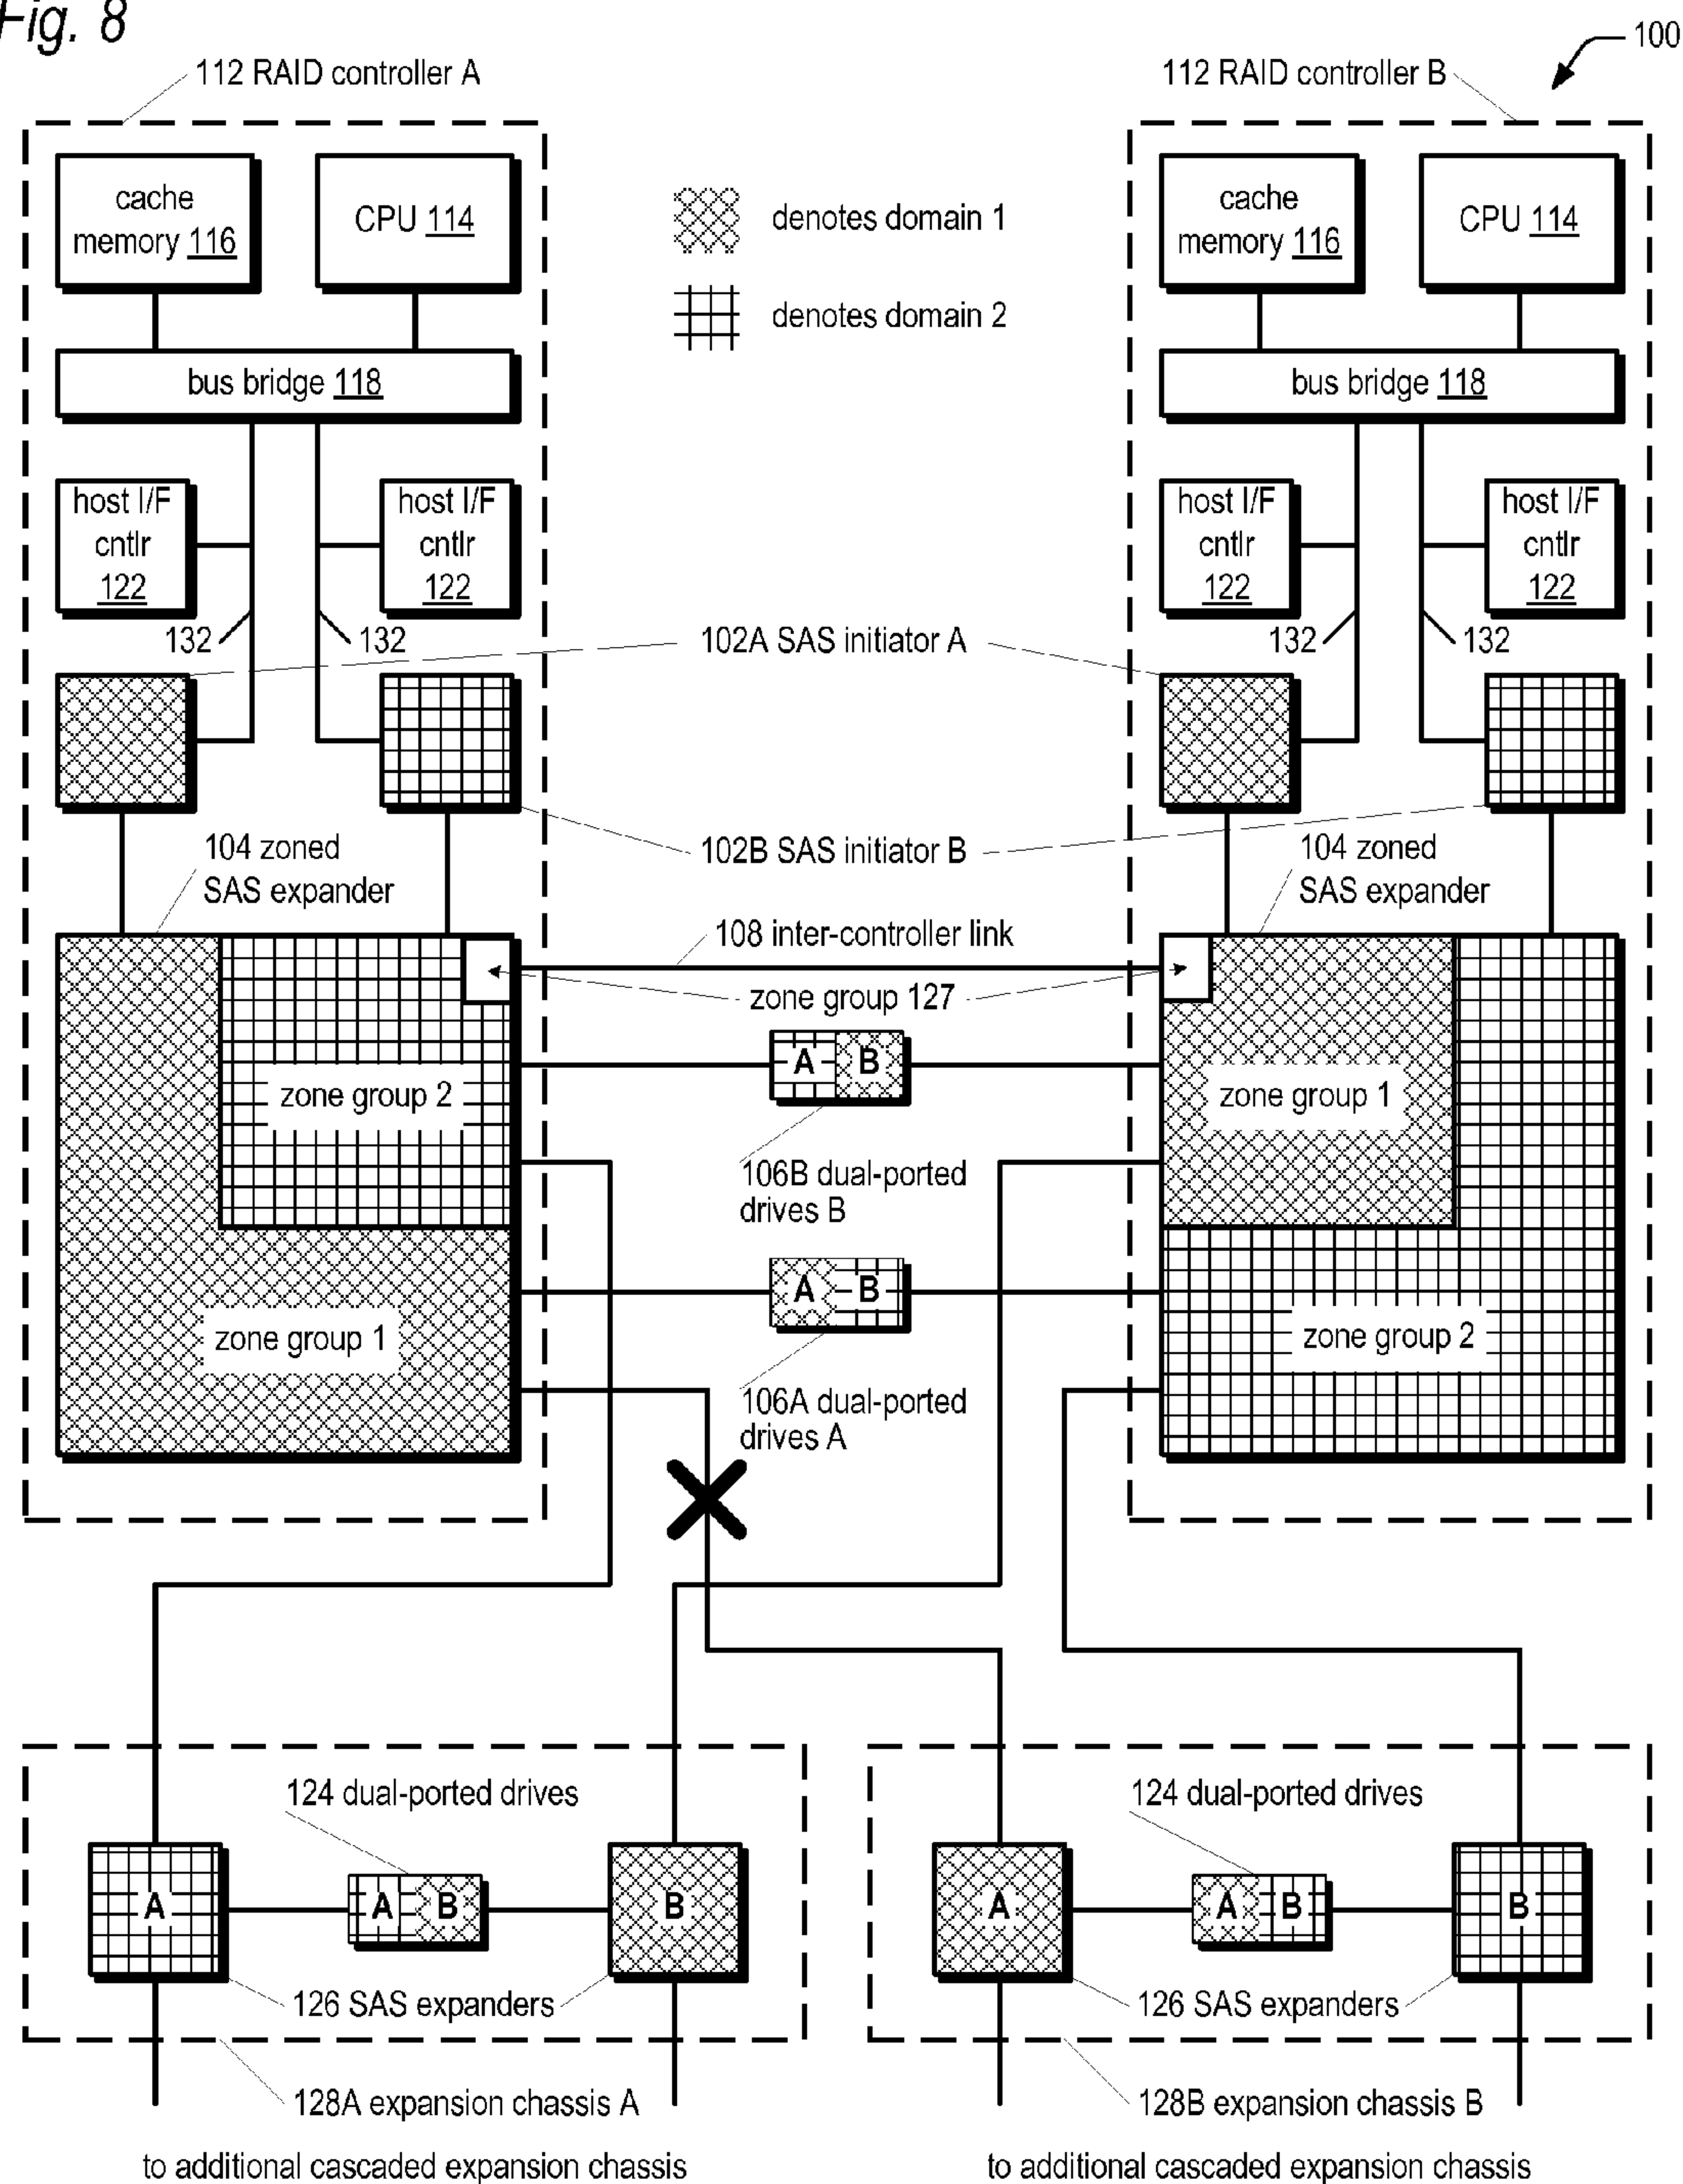 Fig. 8
100
112 RAID controller A
112 RAID controller B
cache
memory 116
CPU 114
denotes domain 1
denotes domain 2
cache
memory 116
CPU 114
bus bridge 118
bus bridge 118
host I/F
cntlr
122
host I/F
cntlr
122
host I/F
cntlr
122
host I/F
cntlr
122
132
132
102A SAS initiator A
132
132
104 zoned
SAS expander
102B SAS initiator B
104 zoned
SAS expander
108 inter-controller link
zone group 127
A
B
zone group 2
zone group 1
106B dual-ported
drives B
A
B
zone group 1
zone group 2
106A dual-ported
drives A
124 dual-ported drives
124 dual-ported drives
A
A
B
B
A
A
B
B
126 SAS expanders
126 SAS expanders
128A expansion chassis A
128B expansion chassis B
to additional cascaded expansion chassis
to additional cascaded expansion chassis